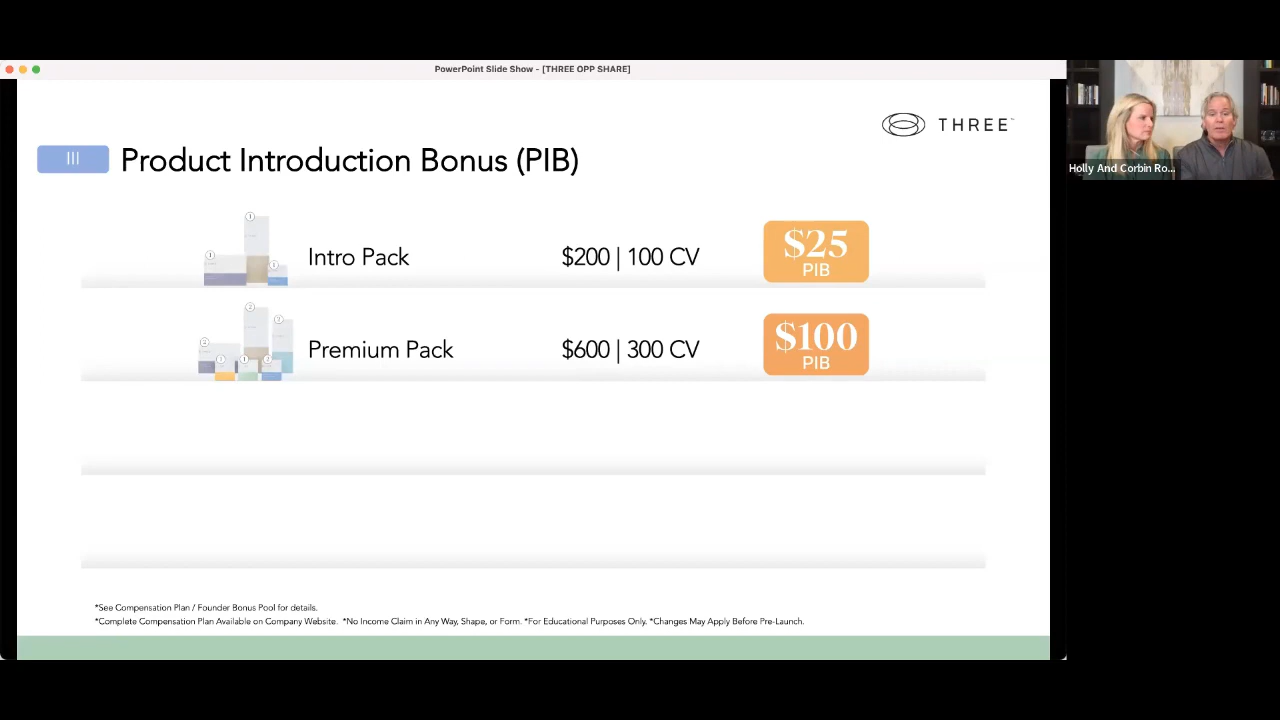 PowerPoint Slide Show - [THREE OPP SHARE]
THREE™
III
Product Introduction Bonus (PIB)
Intro Pack
$200 | 100 CV
$25
PIB
Premium Pack
$600 | 300 CV
$100
PIB
*See Compensation Plan / Founder Bonus Pool for details.
*Complete Compensation Plan Available on Company Website. *No Income Claim in Any Way, Shape, or Form. *For Educational Purposes Only. *Changes May Apply Before Pre-Launch.
Holly And Corbin Ro...